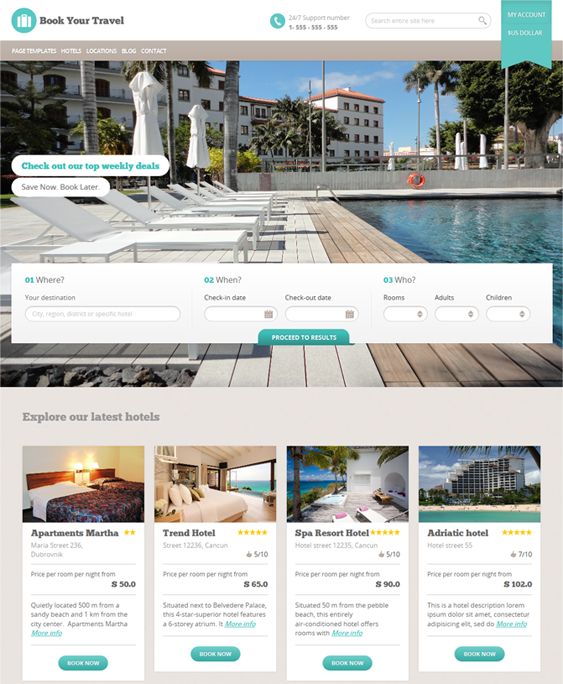 Book Your Travel
24/7 Support number
1- 555 - 555 - 555
Search entire site here
MY ACCOUNT
$US DOLLAR
PAGE TEMPLATES HOTELS LOCATIONS BLOG CONTACT
Check out our top weekly deals
Save Now. Book Later.
01 Where?
Your destination
City, region, district or specific hotel
02 When?
Check-in date Check-out date
03 Who?
Rooms Adults Children
PROCEED TO RESULTS
Explore our latest hotels
Apartments Martha
Maria Street 236,
Dubrovnik
Price per room per night from
$ 50.0
Quietly located 500 m from a
sandy beach and 1 km from the
city center. Apartments Martha
More info
BOOK NOW
Trend Hotel
Street 12236, Cancun
5/10
Price per room per night from
$ 65.0
Situated next to Belvedere Palace,
this 4-star-superior hotel features
a 6-storey atrium. It More info
BOOK NOW
Spa Resort Hotel
Hotel street 12235, Cancun
5/10
Price per room per night from
$ 90.0
Situated 50 m from the pebble
beach, this entirely
air-conditioned hotel offers
rooms with More info
BOOK NOW
Adriatic hotel
Hotel street 55
7/10
Price per room per night from
$ 102.0
This is a hotel description lorem
ipsum dolor sit amet, consectetur
adipisicing elit, sed do More info
BOOK NOW